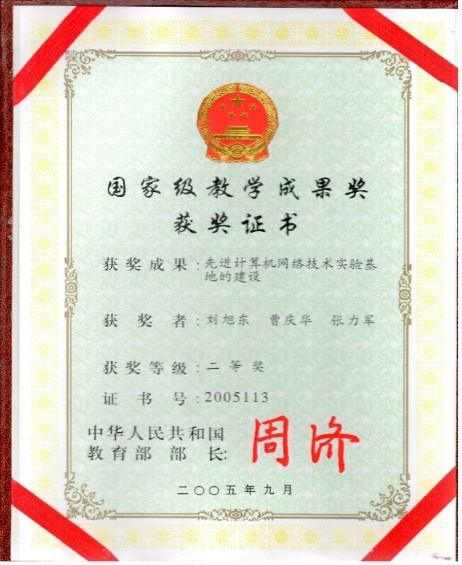 国家级教学成果奖
获奖证书
获奖成果:先进计算机网络技术实验基
地的建设
获奖者:刘旭东 曹庆华 张力军
获奖等级:二等奖
证书号:2005113
中华人民共和国
教育部部长:周济
二〇〇五年九月